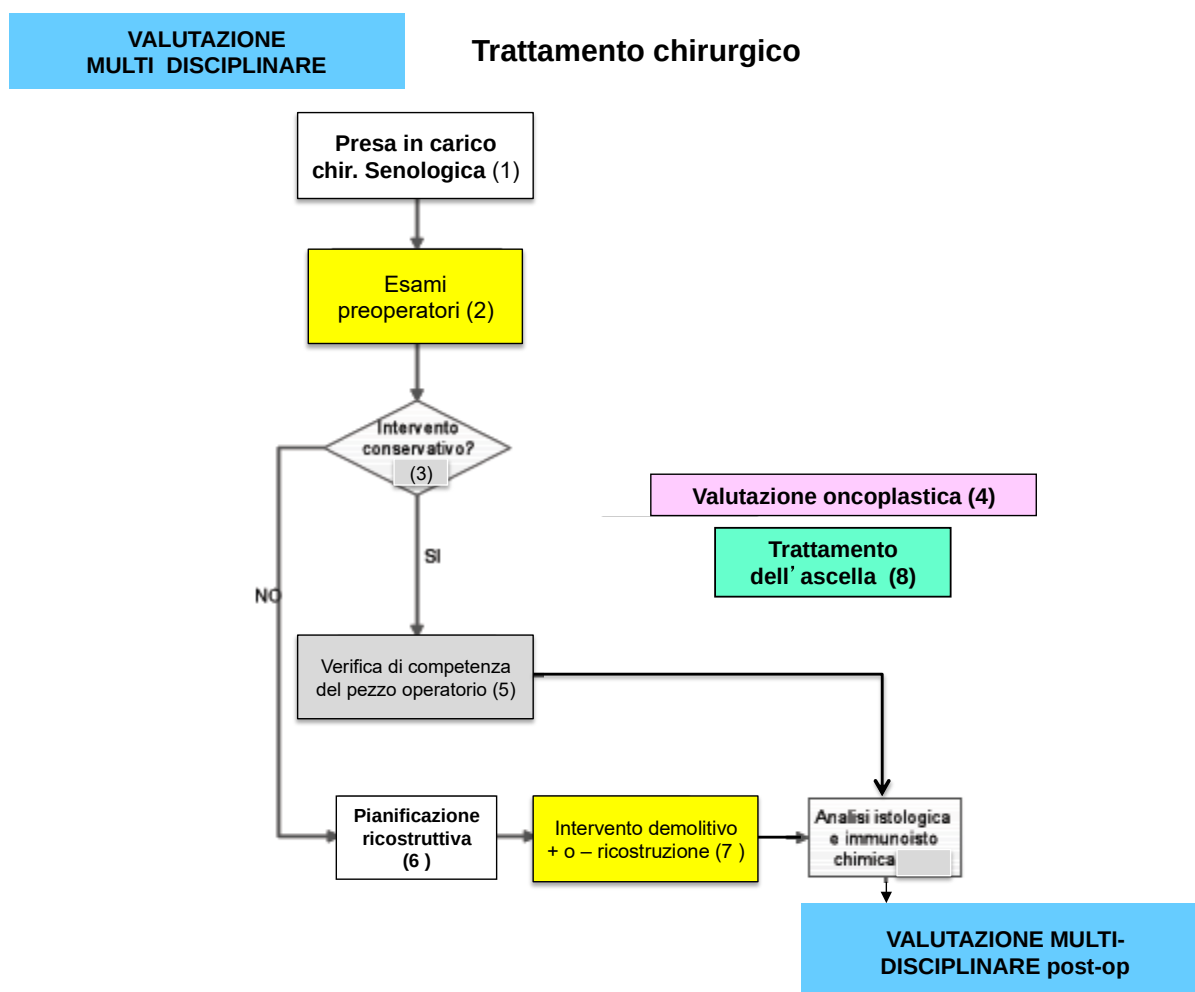 VALUTAZIONE
MULTI DISCIPLINARE
Trattamento chirurgico
Presa in carico
chir. Senologica (1)
Esami
preoperatori (2)
Intervento
conservativo?
(3)
Valutazione oncoplastica (4)
Trattamento
dell’ascella (8)
SI
NO
Verifica di competenza
del pezzo operatorio (5)
Pianificazione
ricostruttiva
(6 )
Intervento demolitivo
+ o – ricostruzione (7 )
Analisi istologica
e immunoisto
chimica
VALUTAZIONE MULTI-
DISCIPLINARE post-op